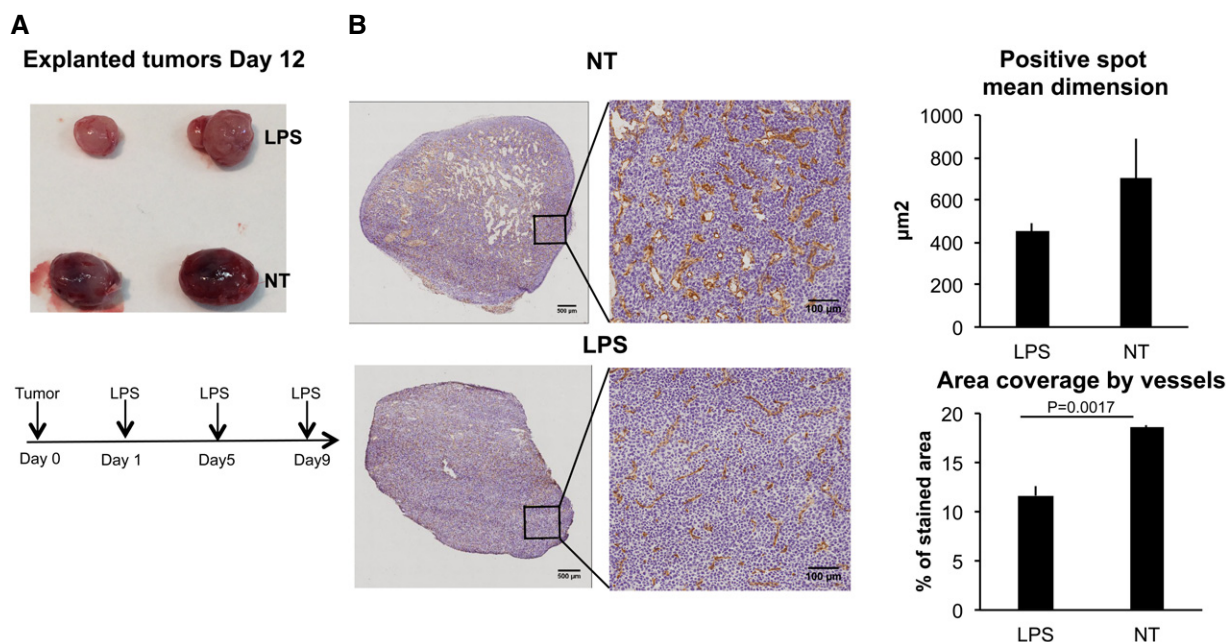 A
Explanted tumors Day 12
LPS
NT
Tumor LPS LPS LPS
Day 0 Day 1 Day5 Day9
B
NT
500 µm
100 µm
LPS
500 µm
100 µm
Positive spot
mean dimension
µm2
1000
800
600
400
200
0
LPS NT
Area coverage by vessels
P=0.0017
% of stained area
20
15
10
5
0
LPS NT